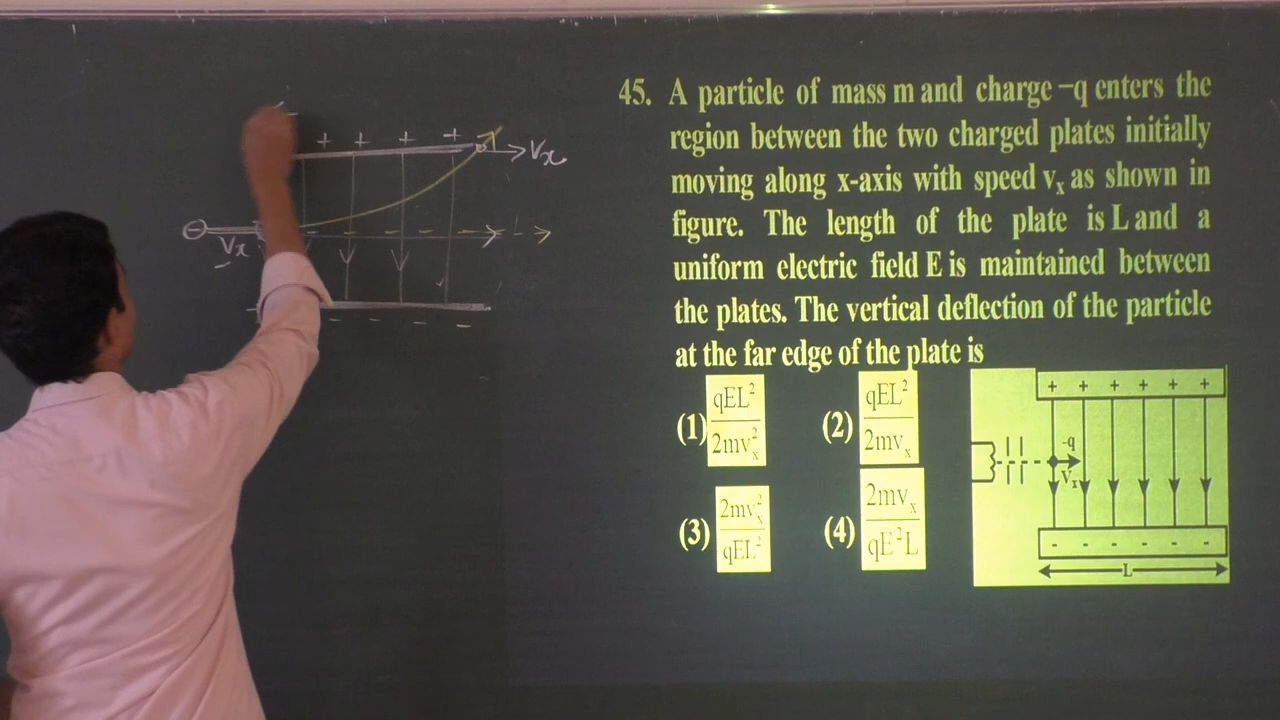 45. A particle of mass m and charge −q enters the
region between the two charged plates initially
moving along x-axis with speed vₓ as shown in
figure. The length of the plate is L and a
uniform electric field E is maintained between
the plates. The vertical deflection of the particle
at the far edge of the plate is
(1) qEL² / 2mvₓ² (2) qEL² / 2mvₓ
(3) 2mvₓ² / qEL² (4) 2mvₓ / qE²L
+ + + + + +
-q
Vₓ
- - - - - -
L
+ + + +
Vx
Vx
- - - -